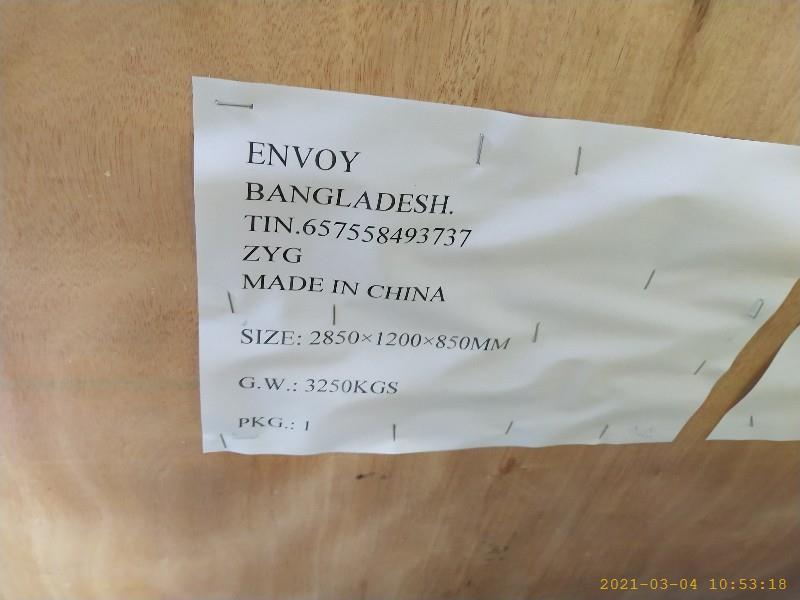 ENVOY
BANGLADESH.
TIN.657558493737
ZYG
MADE IN CHINA
SIZE: 2850×1200×850MM
G.W.: 3250KGS
PKG.: 1
2021-03-04 10:53:18